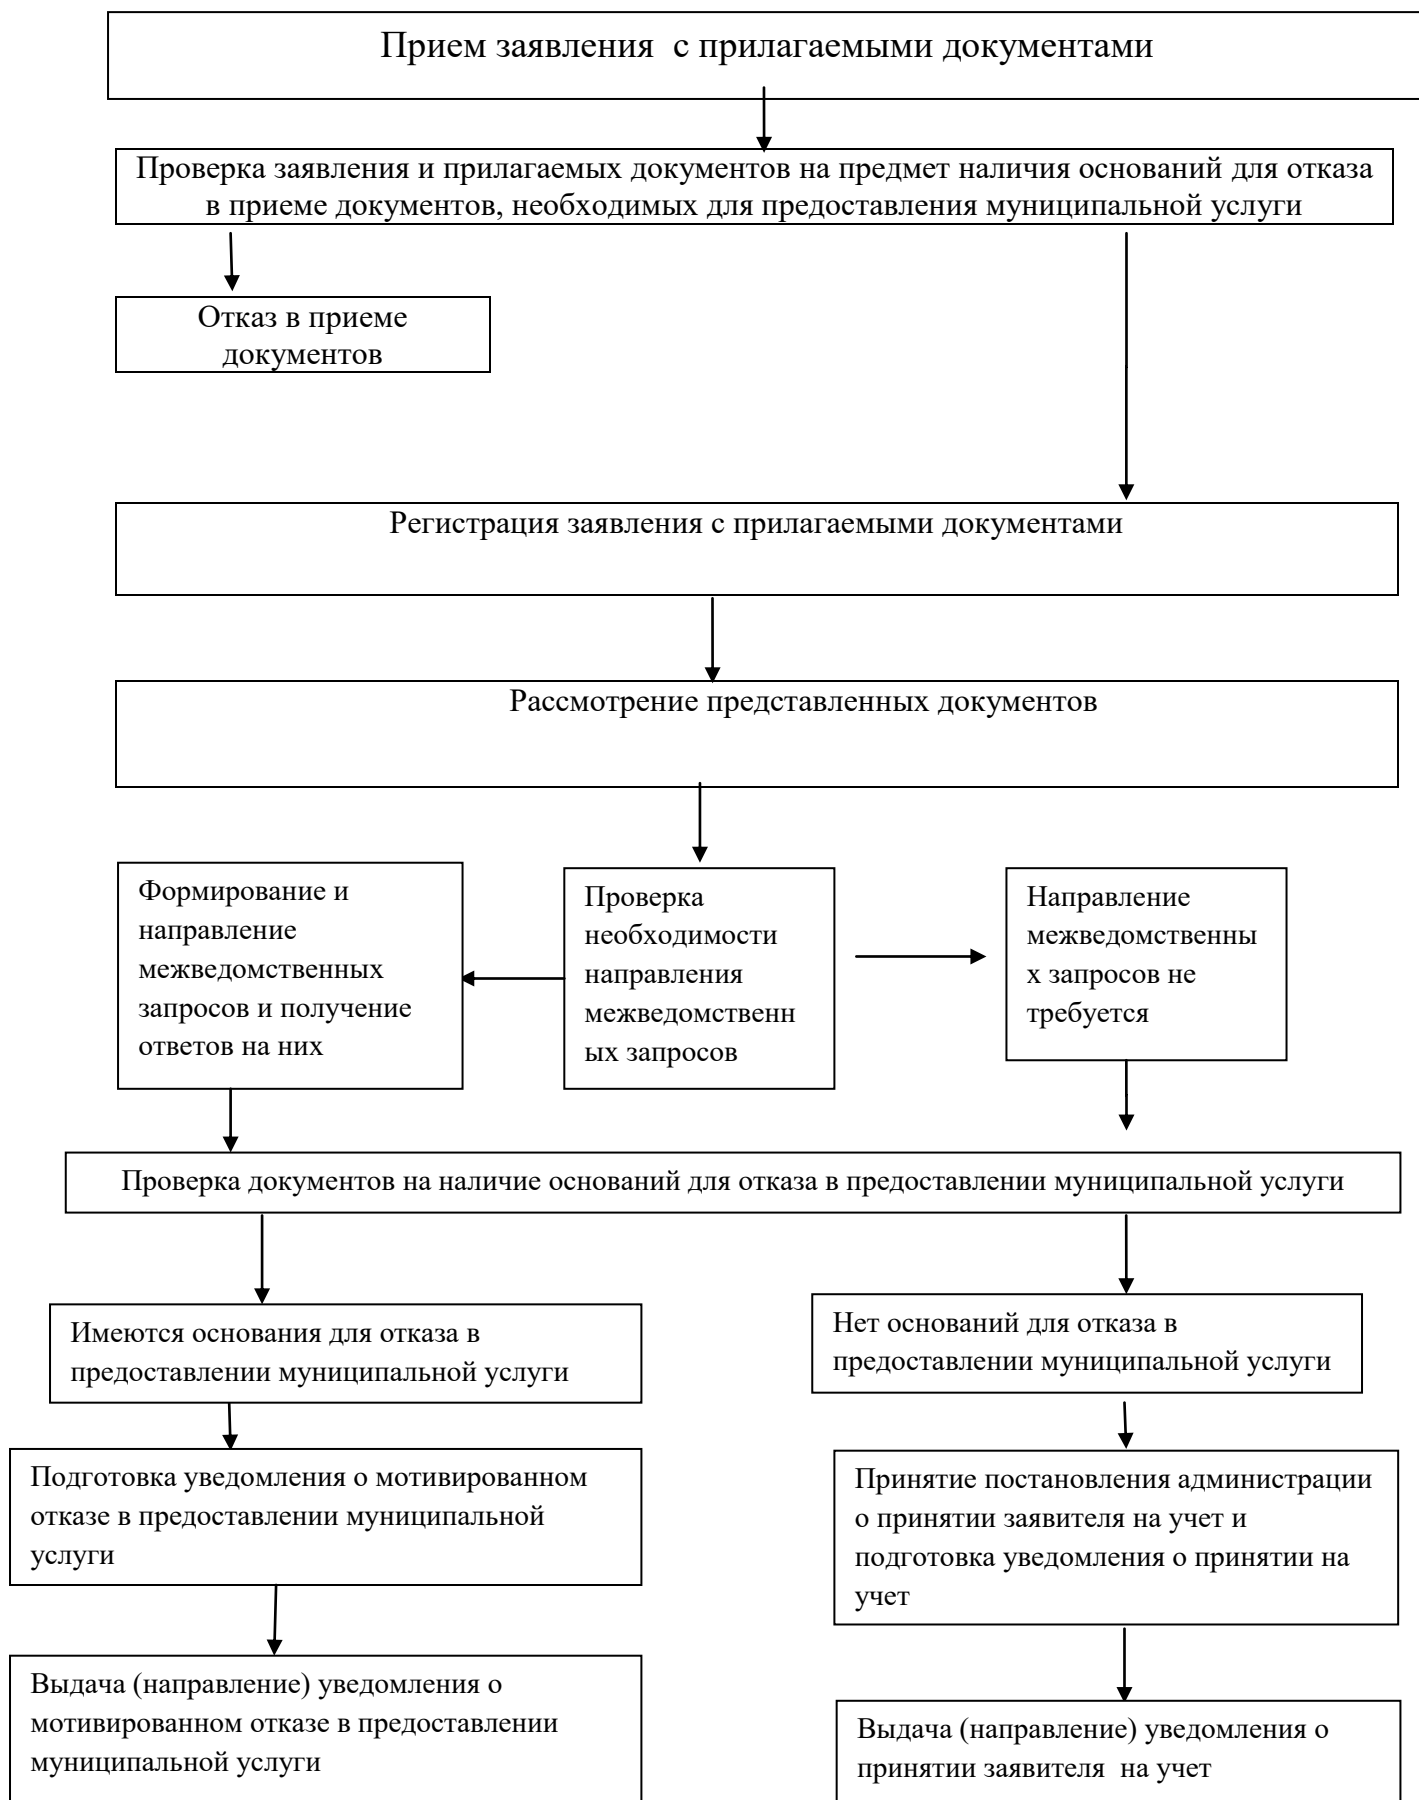 Прием заявления  с прилагаемыми документами
Проверка заявления и прилагаемых документов на предмет наличия оснований для отказа
в приеме документов, необходимых для предоставления муниципальной услуги
Отказ в приеме
документов
Регистрация заявления с прилагаемыми документами
Рассмотрение представленных документов
Формирование и
направление
межведомственных
запросов и получение
ответов на них
Проверка
необходимости
направления
межведомственн
ых запросов
Направление
межведомственны
х запросов не
требуется
Проверка документов на наличие оснований для отказа в предоставлении муниципальной услуги
Имеются основания для отказа в
предоставлении муниципальной услуги
Нет оснований для отказа в
предоставлении муниципальной услуги
Подготовка уведомления о мотивированном
отказе в предоставлении муниципальной
услуги
Принятие постановления администрации
о принятии заявителя на учет и
подготовка уведомления о принятии на
учет
Выдача (направление) уведомления о
мотивированном отказе в предоставлении
муниципальной услуги
Выдача (направление) уведомления о
принятии заявителя  на учет